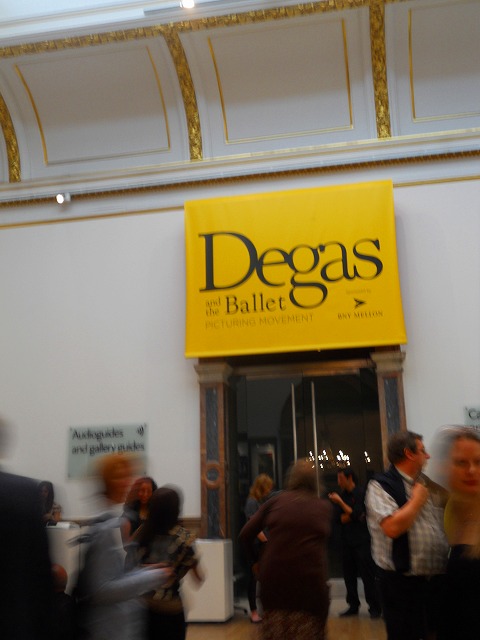 Degas
and the Ballet
PICTURING MOVEMENT
BNY MELLON
Audioguides
and gallery guides